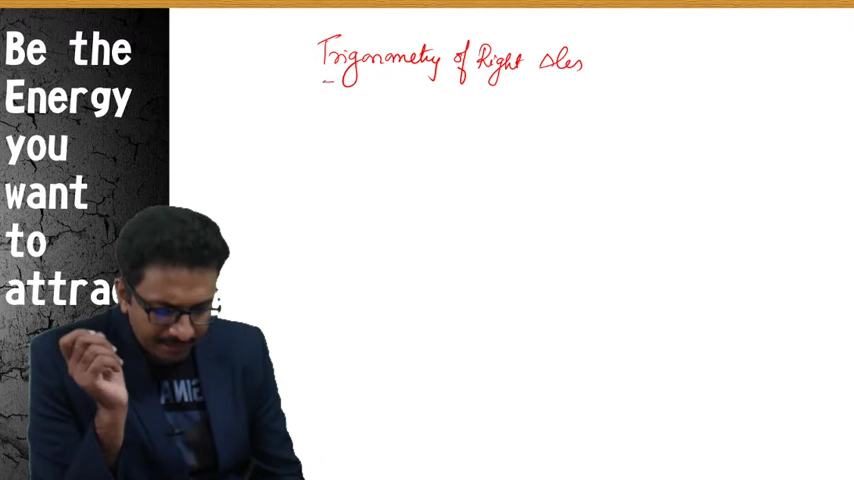 Be the
Energy
you
want
to
attrac
Trigonometry of Right Δles